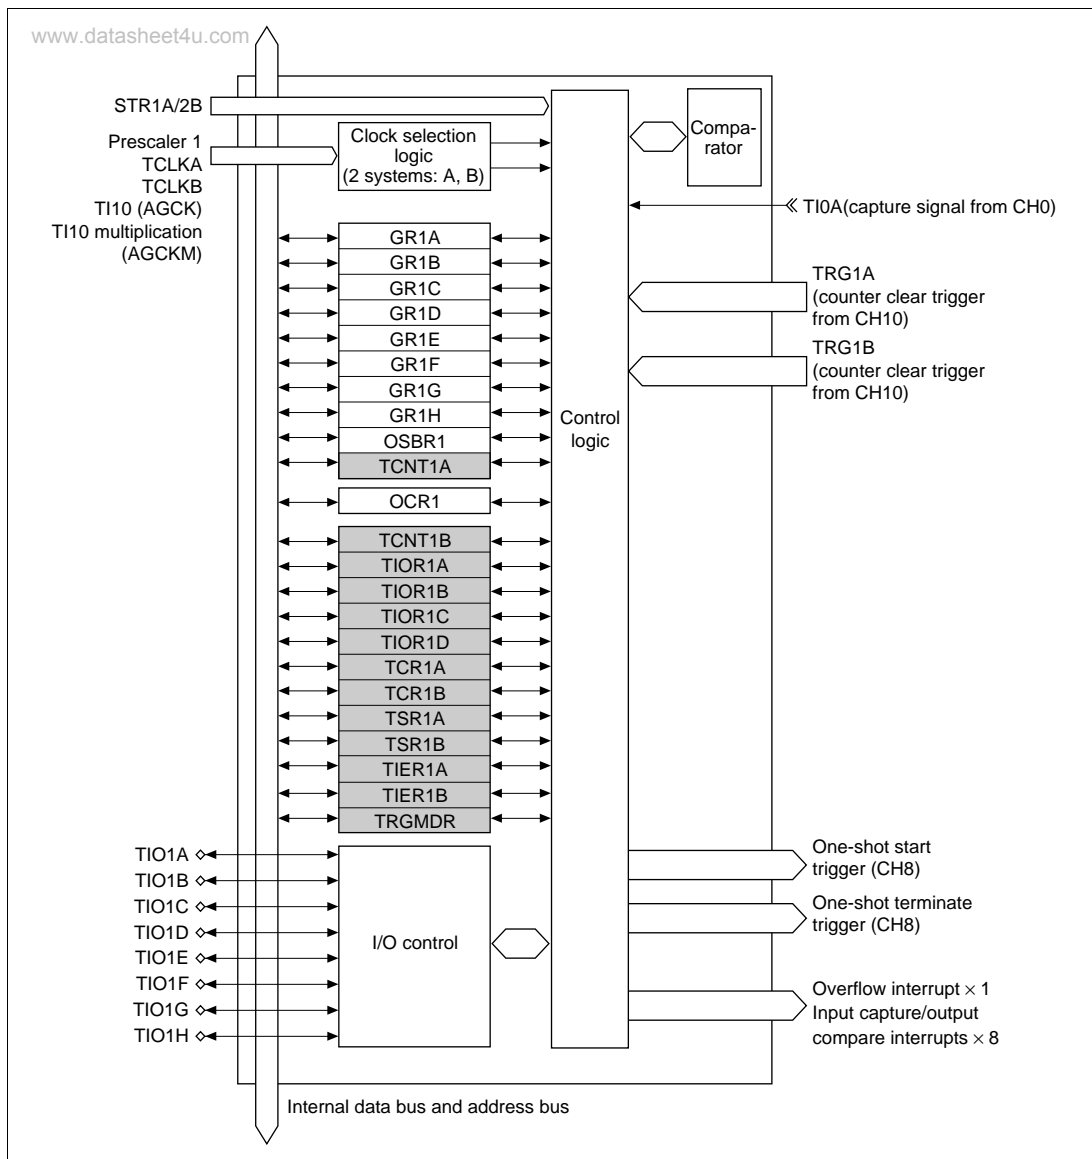 www.datasheet4u.com
STR1A/2B
Prescaler 1
TCLKA
TCLKB
TI10 (AGCK)
TI10 multiplication
(AGCKM)
Clock selection
logic
(2 systems: A, B)
Compa-
rator
TI0A(capture signal from CH0)
TRG1A
(counter clear trigger
from CH10)
TRG1B
(counter clear trigger
from CH10)
GR1A
GR1B
GR1C
GR1D
GR1E
GR1F
GR1G
GR1H
OSBR1
TCNT1A
OCR1
TCNT1B
TIOR1A
TIOR1B
TIOR1C
TIOR1D
TCR1A
TCR1B
TSR1A
TSR1B
TIER1A
TIER1B
TRGMDR
Control
logic
TIO1A
TIO1B
TIO1C
TIO1D
TIO1E
TIO1F
TIO1G
TIO1H
I/O control
One-shot start
trigger (CH8)
One-shot terminate
trigger (CH8)
Overflow interrupt × 1
Input capture/output
compare interrupts × 8
Internal data bus and address bus